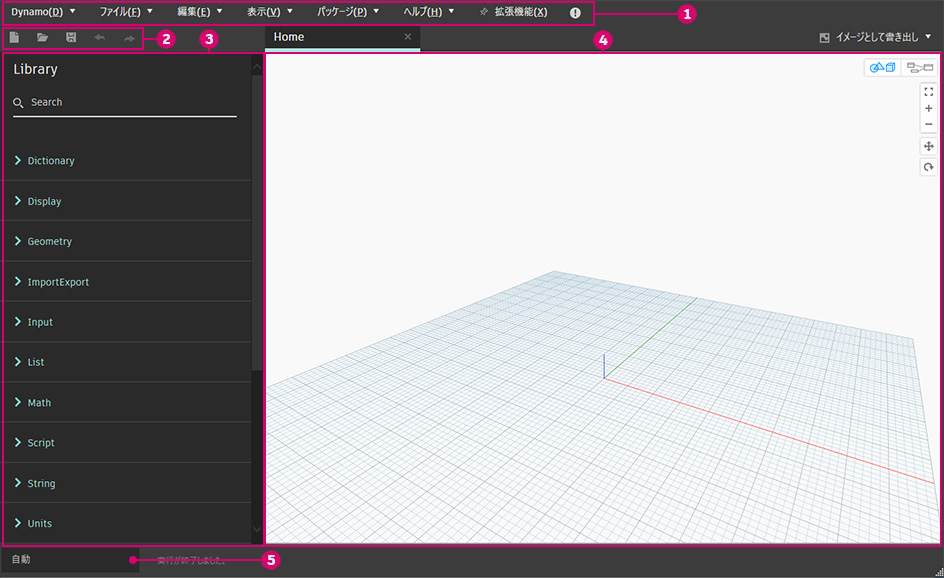 Dynamo(D) ファイル(F) 編集(E) 表示(V) パッケージ(P) ヘルプ(H) 拡張機能(X) 1
2 3 Home × 4 イメージとして書き出し
Library
Search
Dictionary
Display
Geometry
ImportExport
Input
List
Math
Script
String
Units
自動 実行が終了しました。 5